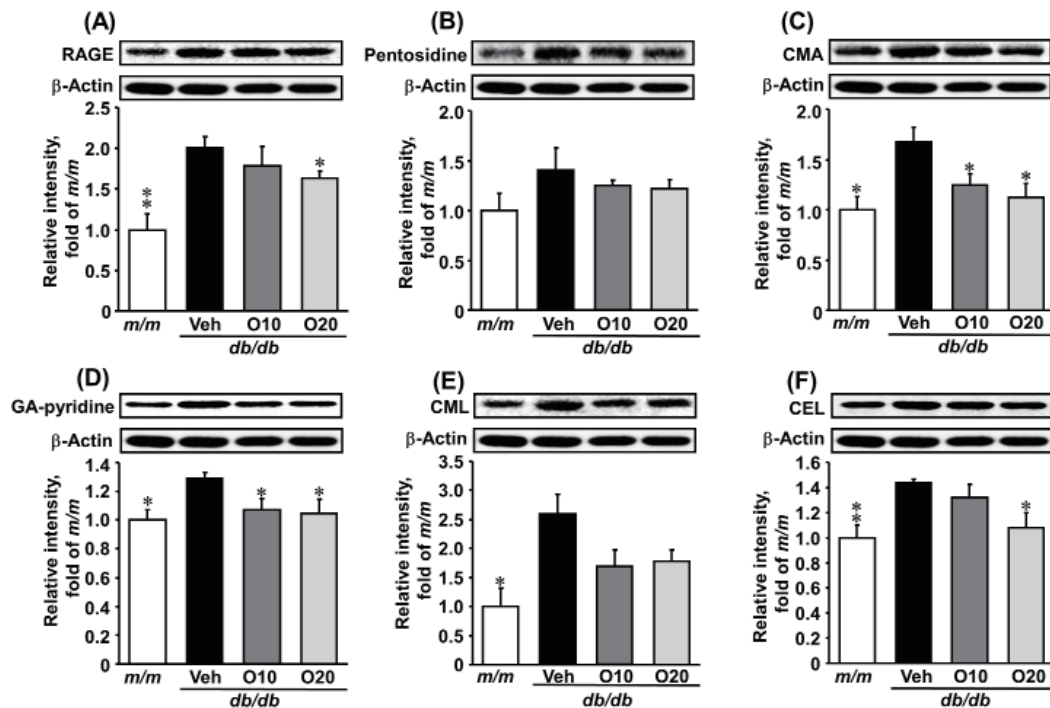 (A)
RAGE
β-Actin
Relative intensity,
fold of m/m
2.5
2.0
1.5
1.0
0.5
0
**
*
m/m
Veh
O10
O20
db/db
(B)
Pentosidine
β-Actin
Relative intensity,
fold of m/m
2.0
1.5
1.0
0.5
0
m/m
Veh
O10
O20
db/db
(C)
CMA
β-Actin
Relative intensity,
fold of m/m
2.0
1.5
1.0
0.5
0
*
*
*
m/m
Veh
O10
O20
db/db
(D)
GA-pyridine
β-Actin
Relative intensity,
fold of m/m
1.4
1.2
1.0
0.8
0.6
0.4
0.2
0
*
*
*
m/m
Veh
O10
O20
db/db
(E)
CML
β-Actin
Relative intensity,
fold of m/m
3.5
3.0
2.5
2.0
1.5
1.0
0.5
0
*
m/m
Veh
O10
O20
db/db
(F)
CEL
β-Actin
Relative intensity,
fold of m/m
1.6
1.4
1.2
1.0
0.8
0.6
0.4
0.2
0
**
*
m/m
Veh
O10
O20
db/db